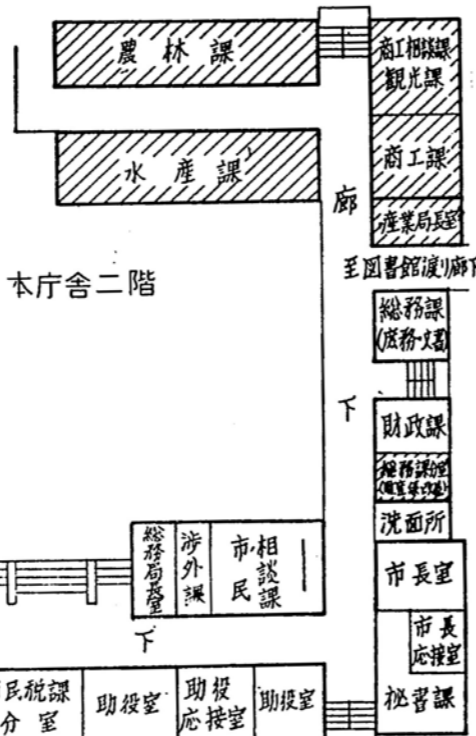 農林課
商工相談課
観光課
水産課
商工課
産業局長室
廊
至図書館渡り廊下
本庁舎二階
総務課
(庶務・文書)
下
財政課
総務課分室
洗面所
総務局長室
渉外課
市民
相談課
市長室
下
市長
応接室
民税課
分室
助役室
助役
応接室
助役室
秘書課